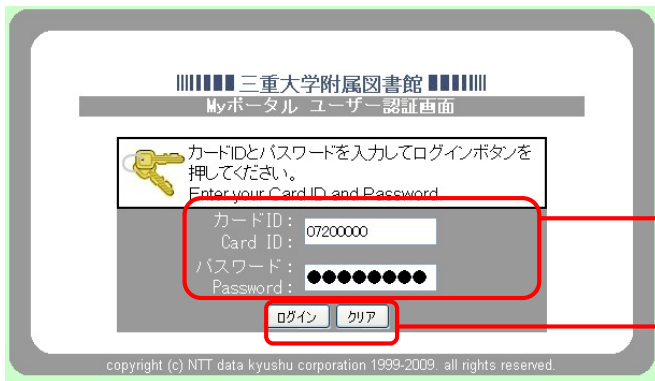 三重大学附属図書館
Myポータル ユーザー認証画面
カードIDとパスワードを入力してログインボタンを
押してください。
Enter your Card ID and Password.
カードID：
Card ID：
07200000
パスワード：
Password：
●●●●●●●●
ログイン クリア
copyright (c) NTT data kyushu corporation 1999-2009. all rights reserved.